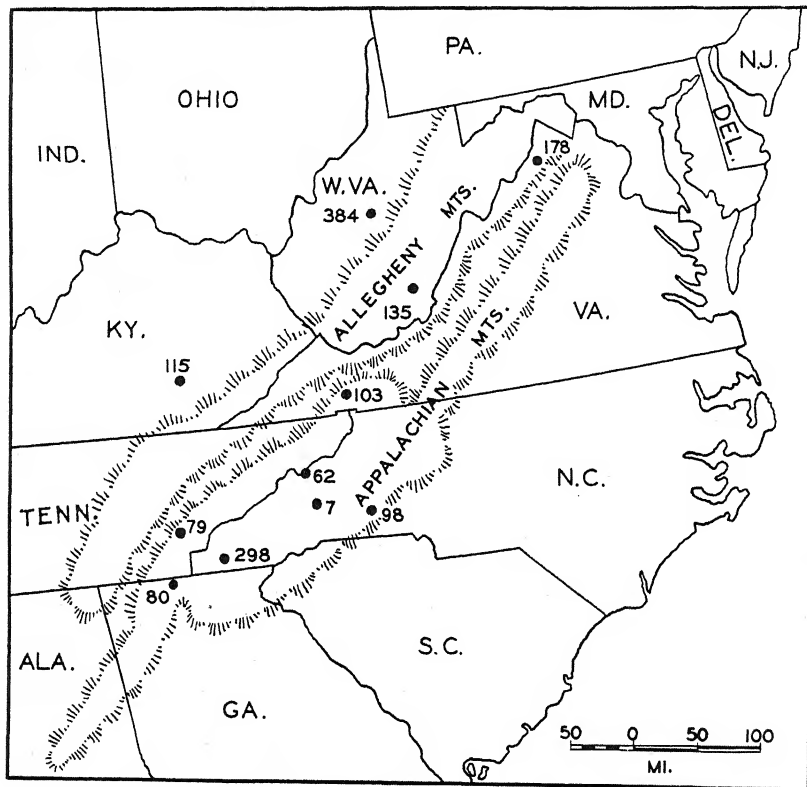 PA.
N.J.
OHIO
MD.
DEL.
IND.
178
W.VA.
384
ALLEGHENY MTS.
135
VA.
KY.
APPALACHIAN MTS.
115
103
62
N.C.
7
98
TENN.
79
298
80
ALA.
S.C.
GA.
50 0 50 100
MI.